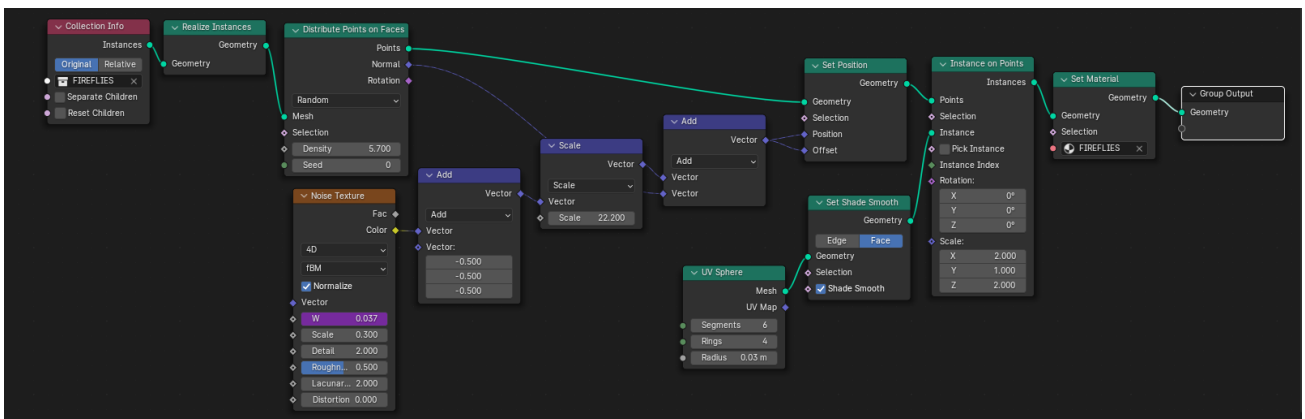 Collection Info
Instances
Original Relative
FIREFLIES
Separate Children
Reset Children
Realize Instances
Geometry
Geometry
Distribute Points on Faces
Points
Normal
Rotation
Random
Mesh
Selection
Density 5.700
Seed 0
Noise Texture
Fac
Color
4D
fBM
Normalize
Vector
W 0.037
Scale 0.300
Detail 2.000
Roughn... 0.500
Lacunar... 2.000
Distortion 0.000
Add
Vector
Add
Vector
Vector:
-0.500
-0.500
-0.500
Scale
Vector
Scale
Vector
Scale 22.200
Add
Vector
Add
Vector
Vector
UV Sphere
Mesh
UV Map
Segments 6
Rings 4
Radius 0.03 m
Set Position
Geometry
Geometry
Selection
Position
Offset
Set Shade Smooth
Geometry
Edge Face
Geometry
Selection
Shade Smooth
Instance on Points
Instances
Points
Selection
Instance
Pick Instance
Instance Index
Rotation:
X 0°
Y 0°
Z 0°
Scale:
X 2.000
Y 1.000
Z 2.000
Set Material
Geometry
Geometry
Selection
FIREFLIES
Group Output
Geometry